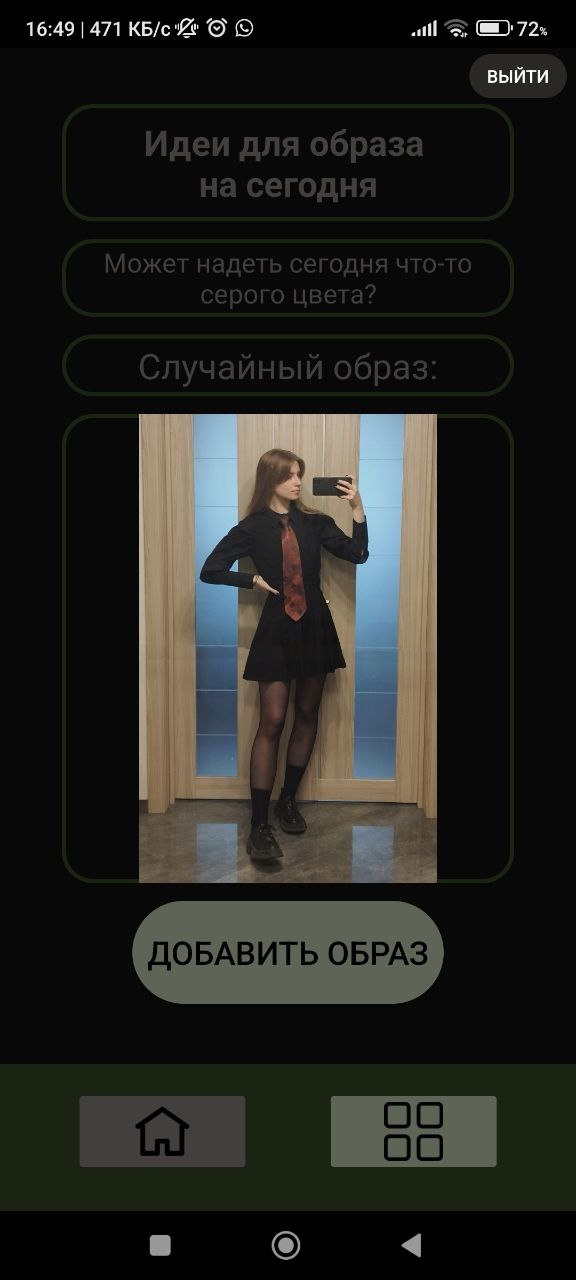 16:49 | 471 КБ/с 72%
ВЫЙТИ
Идеи для образа
на сегодня
Может надеть сегодня что-то
серого цвета?
Случайный образ:
ДОБАВИТЬ ОБРАЗ